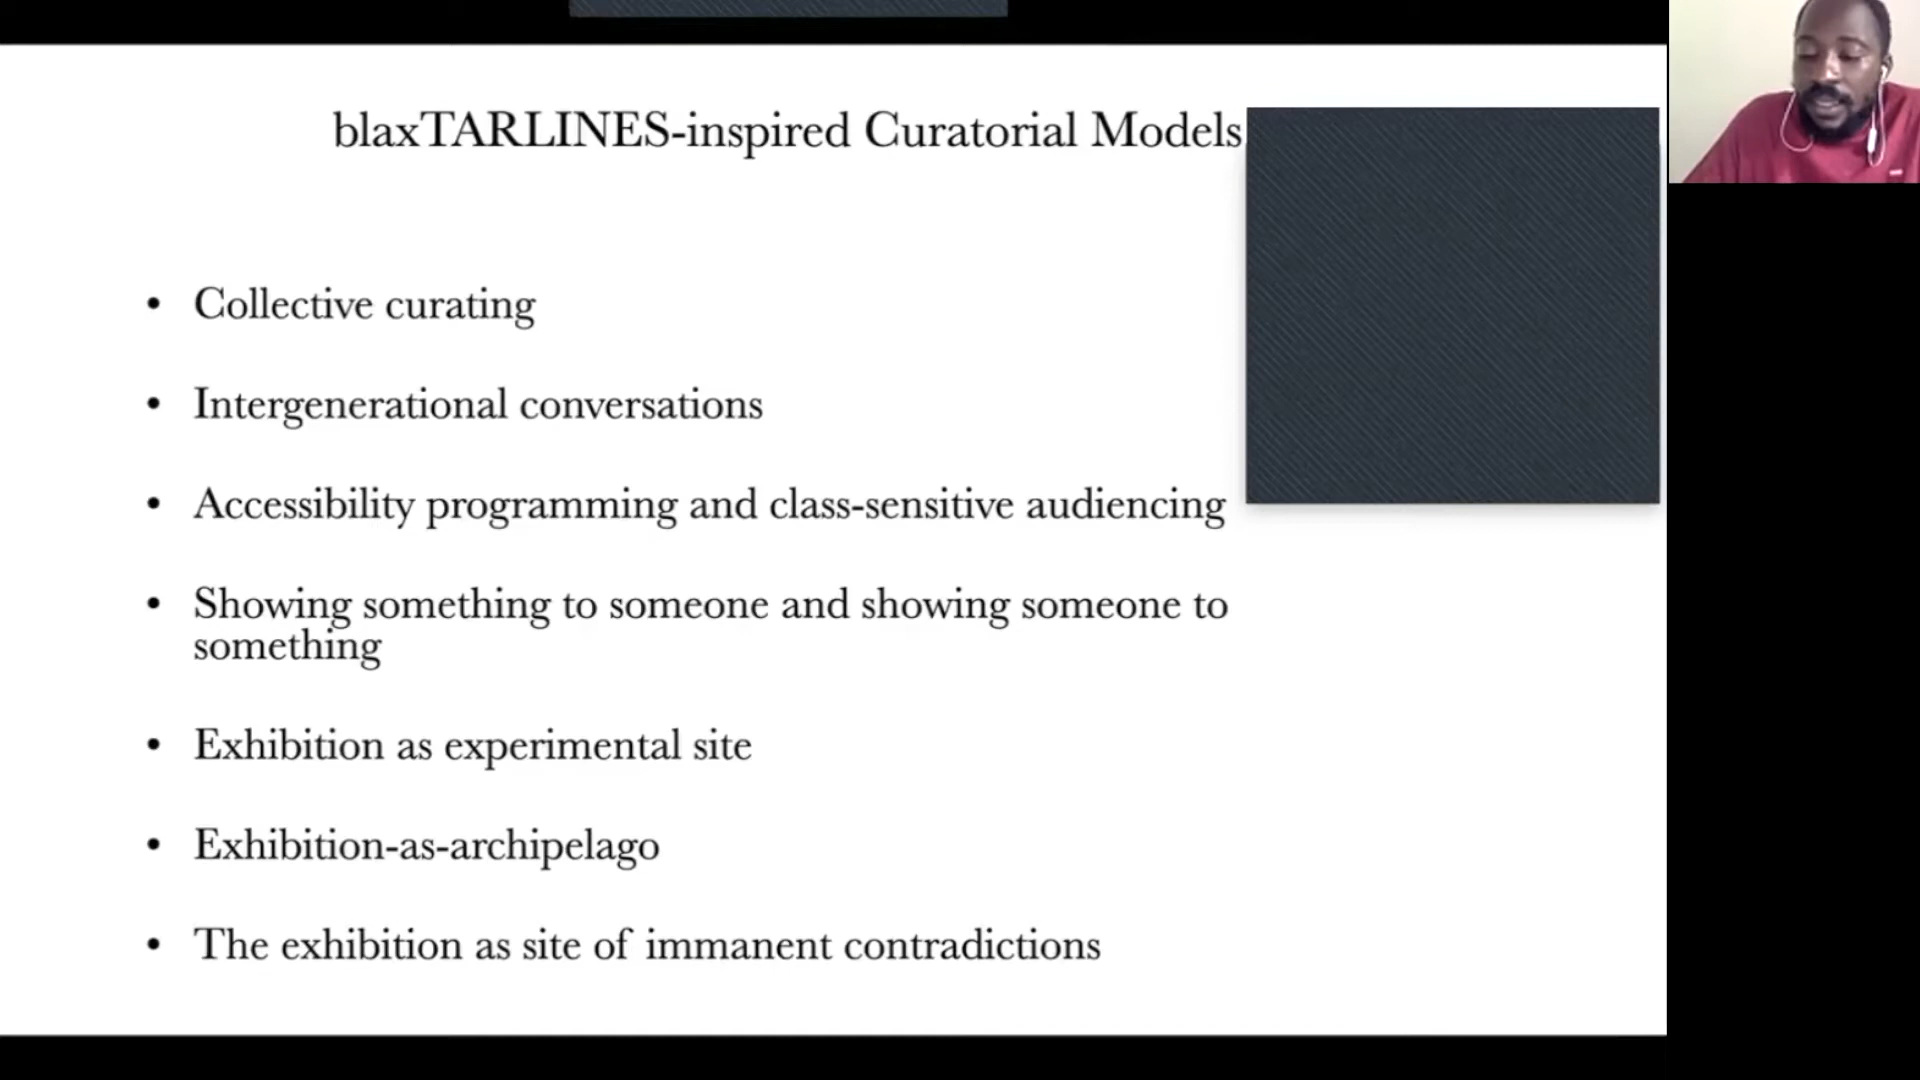 blaxTARLINES-inspired Curatorial Models
• Collective curating
• Intergenerational conversations
• Accessibility programming and class-sensitive audiencing
• Showing something to someone and showing someone to
something
• Exhibition as experimental site
• Exhibition-as-archipelago
• The exhibition as site of immanent contradictions